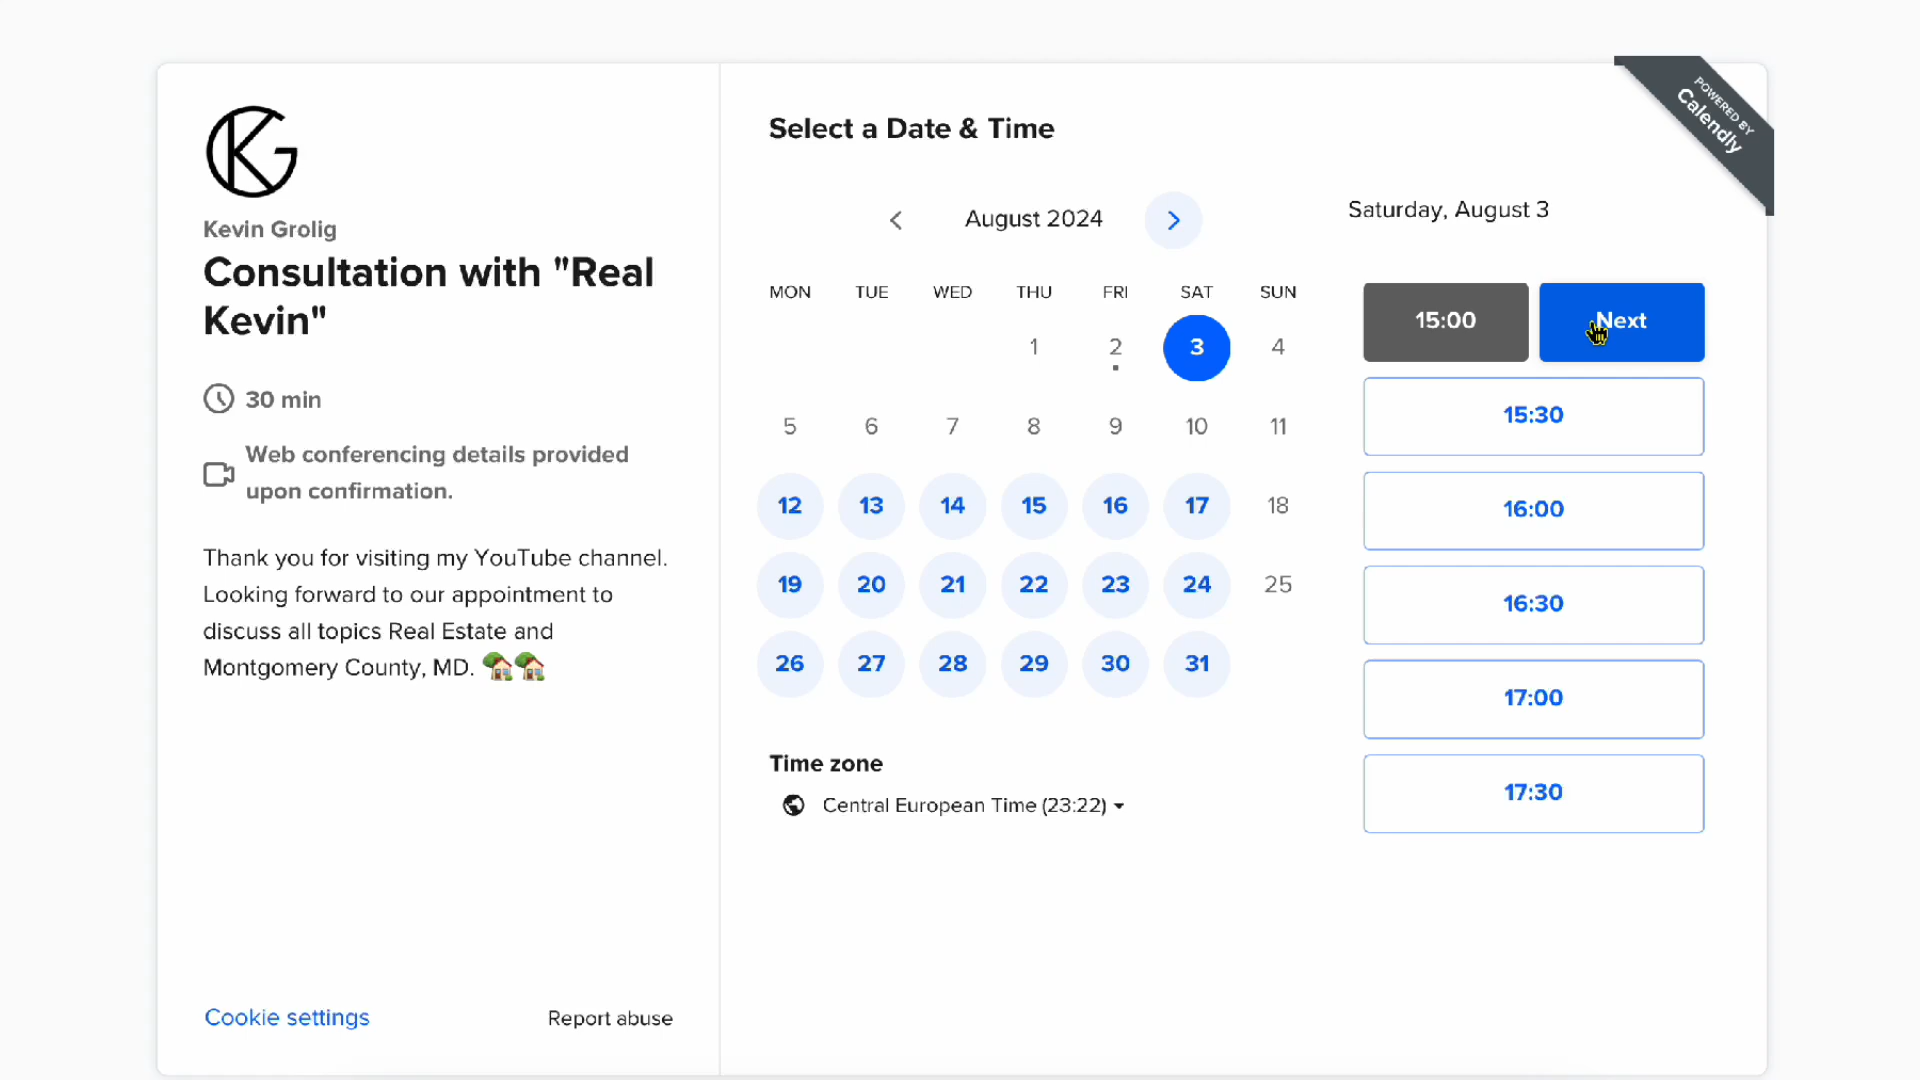 POWERED BY
Calendly
KG
Kevin Grolig
Consultation with "Real
Kevin"
30 min
Web conferencing details provided
upon confirmation.
Thank you for visiting my YouTube channel.
Looking forward to our appointment to
discuss all topics Real Estate and
Montgomery County, MD. 🏡🏡
Cookie settings
Report abuse
Select a Date & Time
August 2024
MON TUE WED THU FRI SAT SUN
1 2 3 4
5 6 7 8 9 10 11
12 13 14 15 16 17 18
19 20 21 22 23 24 25
26 27 28 29 30 31
Time zone
Central European Time (23:22)
Saturday, August 3
15:00 Next
15:30
16:00
16:30
17:00
17:30